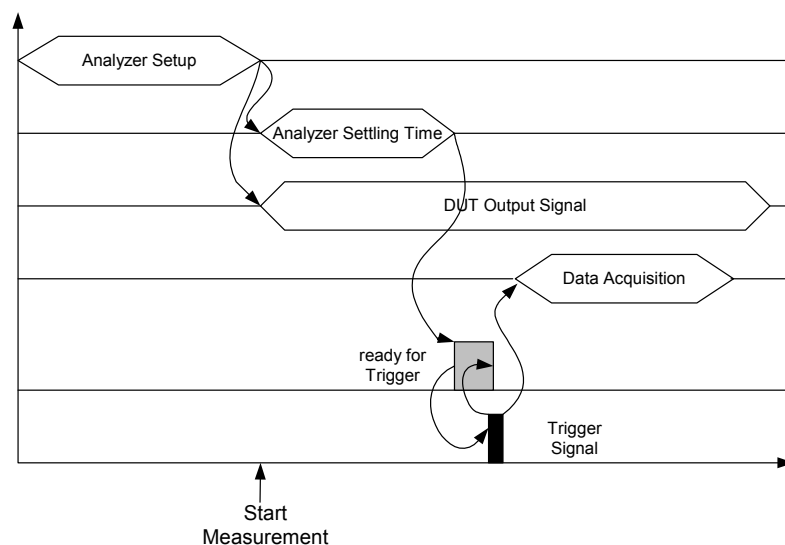 Analyzer Setup
Analyzer Settling Time
DUT Output Signal
Data Acquisition
ready for
Trigger
Trigger
Signal
Start
Measurement